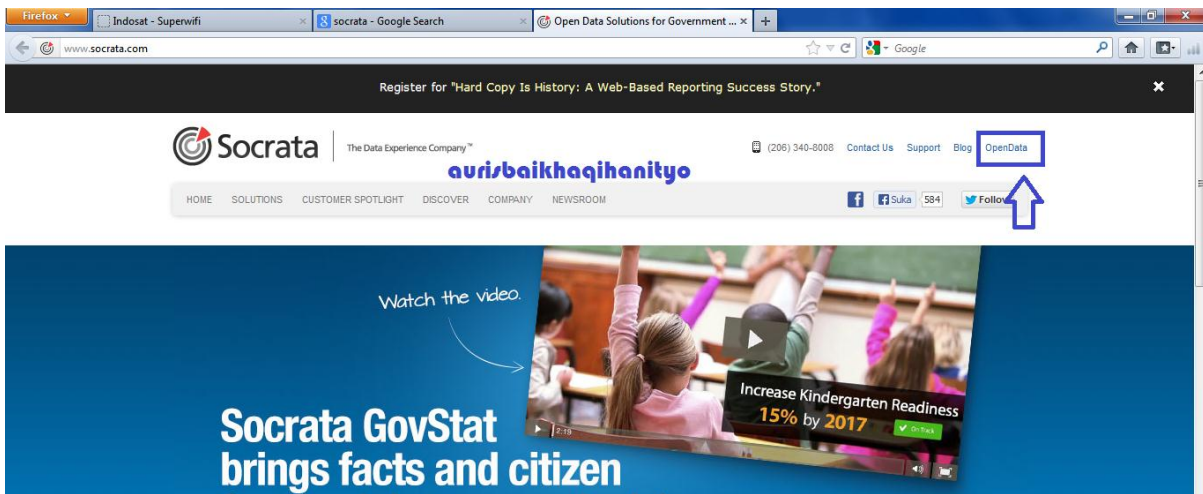 Firefox
Indosat - Superwifi
socrata - Google Search
Open Data Solutions for Government ...
www.socrata.com
Google
Register for "Hard Copy Is History: A Web-Based Reporting Success Story."
Socrata
The Data Experience Company™
(206) 340-8008 Contact Us Support Blog OpenData
aurisbaikhaqihanityo
HOME SOLUTIONS CUSTOMER SPOTLIGHT DISCOVER COMPANY NEWSROOM
Suka 584 Follow
Watch the video.
Increase Kindergarten Readiness
15% by 2017
On Track
2:19
Socrata GovStat
brings facts and citizen